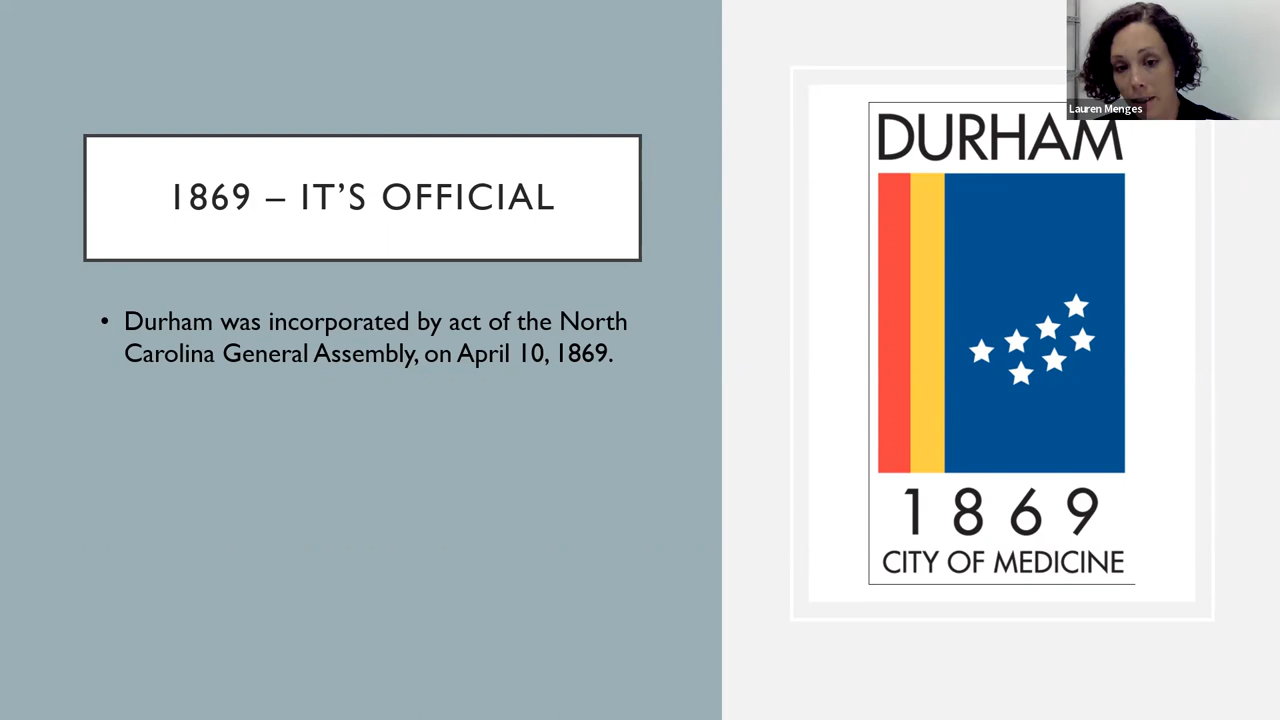 1869 – IT’S OFFICIAL
• Durham was incorporated by act of the North
Carolina General Assembly, on April 10, 1869.
Lauren Menges
DURHAM
1869
CITY OF MEDICINE